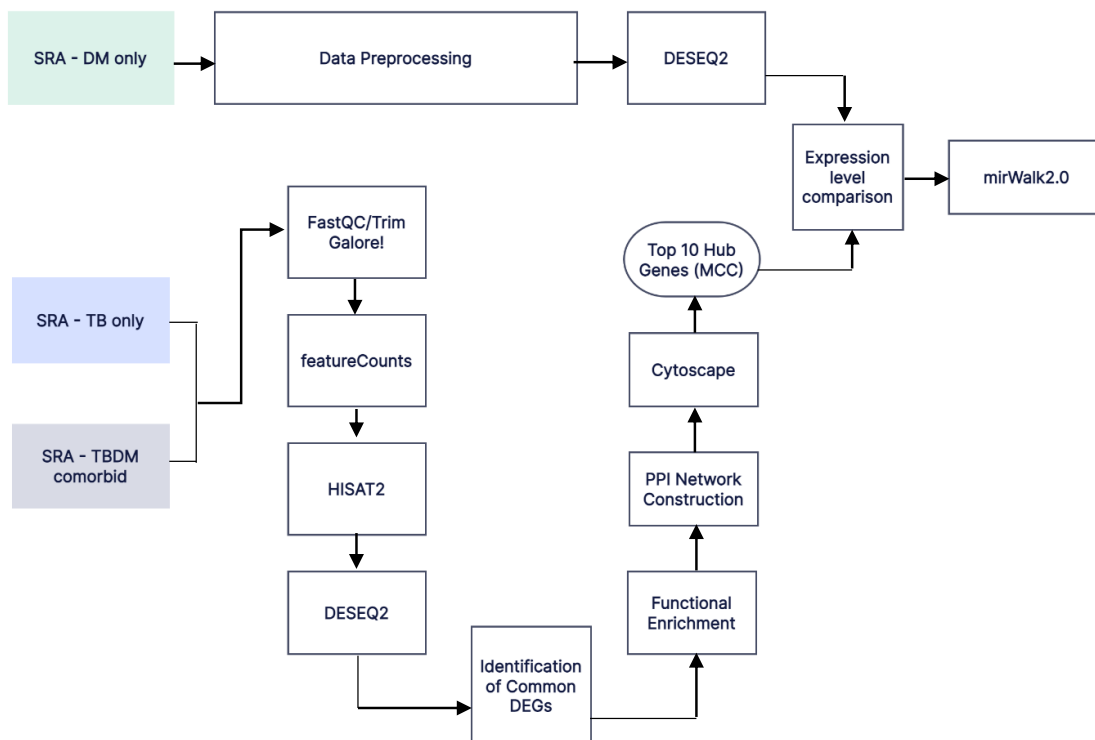 SRA - DM only
Data Preprocessing
DESEQ2
Expression
level
comparison
mirWalk2.0
FastQC/Trim
Galore!
Top 10 Hub
Genes (MCC)
SRA - TB only
featureCounts
Cytoscape
SRA - TBDM
comorbid
HISAT2
PPI Network
Construction
DESEQ2
Functional
Enrichment
Identification
of Common
DEGs